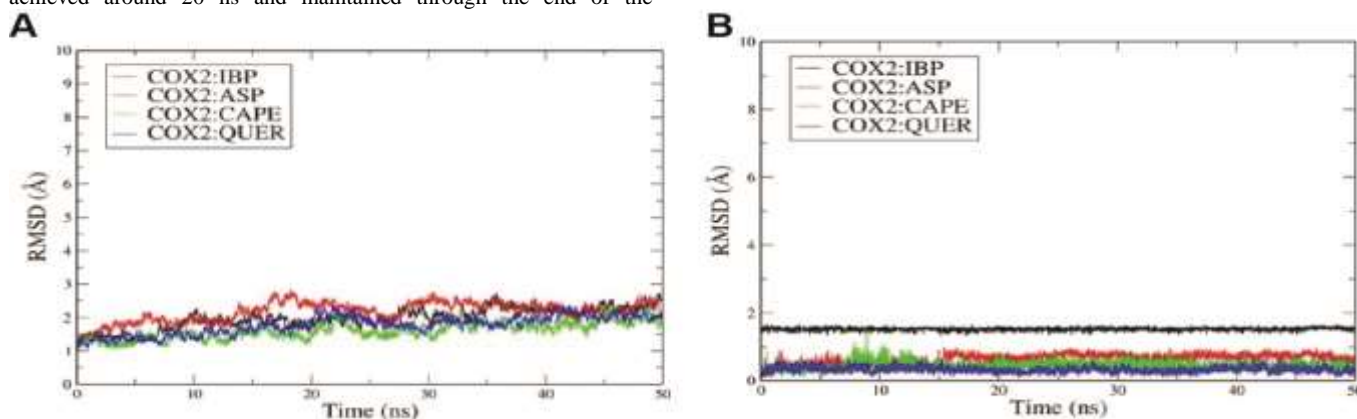 achieved around 20 ns and maintained through the end of the
A
10
9
8
7
6
5
4
3
2
1
0
RMSD (Å)
COX2:IBP
COX2:ASP
COX2:CAPE
COX2:QUER
0
10
20
30
40
50
Time (ns)
B
10
8
6
4
2
0
RMSD (Å)
COX2:IBP
COX2:ASP
COX2:CAPE
COX2:QUER
0
10
20
30
40
50
Time (ns)